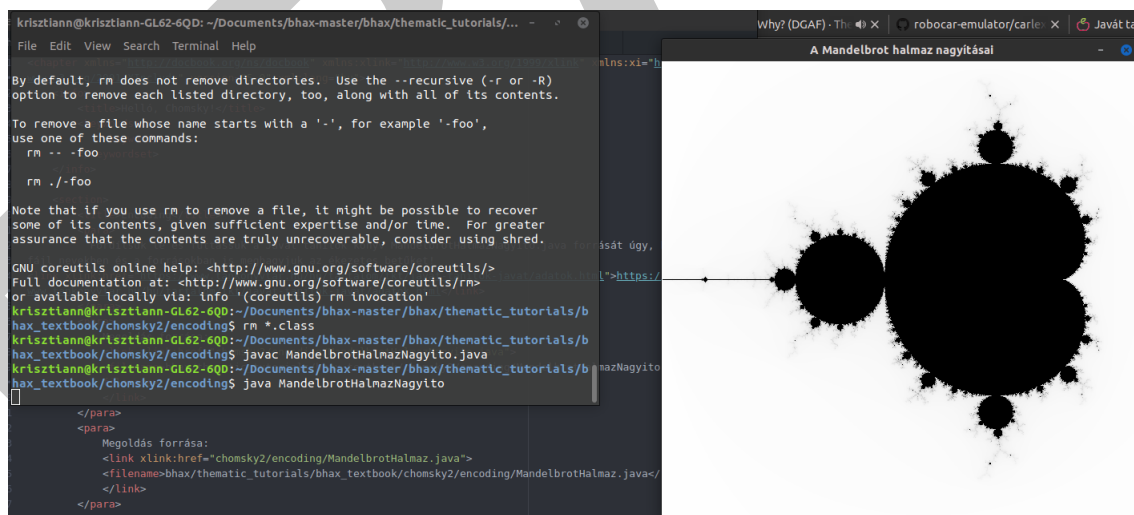 krisztiann@krisztiann-GL62-6QD: ~/Documents/bhax-master/bhax/thematic_tutorials/...
File Edit View Search Terminal Help
By default, rm does not remove directories.  Use the --recursive (-r or -R)
option to remove each listed directory, too, along with all of its contents.
To remove a file whose name starts with a '-', for example '-foo',
use one of these commands:
rm -- -foo
rm ./-foo
Note that if you use rm to remove a file, it might be possible to recover
some of its contents, given sufficient expertise and/or time.  For greater
assurance that the contents are truly unrecoverable, consider using shred.
GNU coreutils online help: <http://www.gnu.org/software/coreutils/>
Full documentation at: <http://www.gnu.org/software/coreutils/rm>
or available locally via: info '(coreutils) rm invocation'
krisztiann@krisztiann-GL62-6QD:~/Documents/bhax-master/bhax/thematic_tutorials/b
hax_textbook/chomsky2/encoding$ rm *.class
krisztiann@krisztiann-GL62-6QD:~/Documents/bhax-master/bhax/thematic_tutorials/b
hax_textbook/chomsky2/encoding$ javac MandelbrotHalmazNagyito.java
krisztiann@krisztiann-GL62-6QD:~/Documents/bhax-master/bhax/thematic_tutorials/b
hax_textbook/chomsky2/encoding$ java MandelbrotHalmazNagyito
</para>
<para>
Megoldás forrása:
<link xlink:href="chomsky2/encoding/MandelbrotHalmaz.java">
<filename>bhax/thematic_tutorials/bhax_textbook/chomsky2/encoding/MandelbrotHalmaz.java</
</link>
</para>
mlns:xi="h
forrását úgy,
">https:/
mazNagyito
Why? (DGAF) · Th
robocar-emulator/carlex
Javát ta
A Mandelbrot halmaz nagyításai